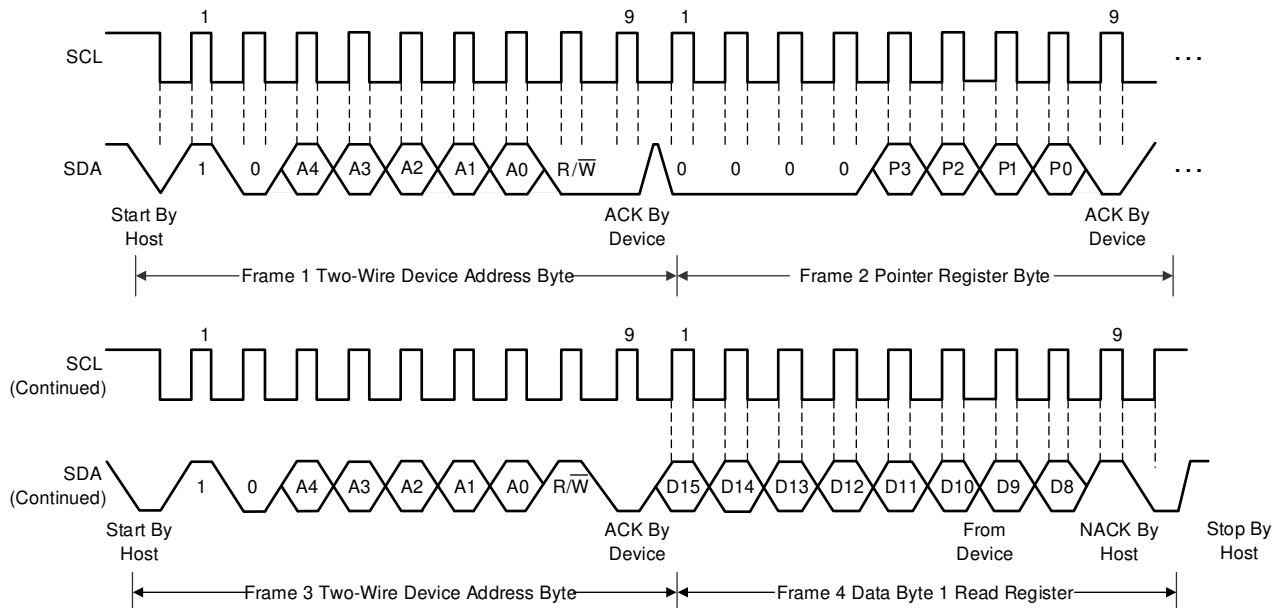 1 9 1 9
SCL ...
SDA 1 0 A4 A3 A2 A1 A0 R/W̅ 0 0 0 0 P3 P2 P1 P0 ...
Start By Host
ACK By Device
ACK By Device
Frame 1 Two-Wire Device Address Byte
Frame 2 Pointer Register Byte
1 9 1 9
SCL
(Continued)
SDA
(Continued)
1 0 A4 A3 A2 A1 A0 R/W̅ D15 D14 D13 D12 D11 D10 D9 D8
Start By Host
ACK By Device
From Device
NACK By Host
Stop By Host
Frame 3 Two-Wire Device Address Byte
Frame 4 Data Byte 1 Read Register